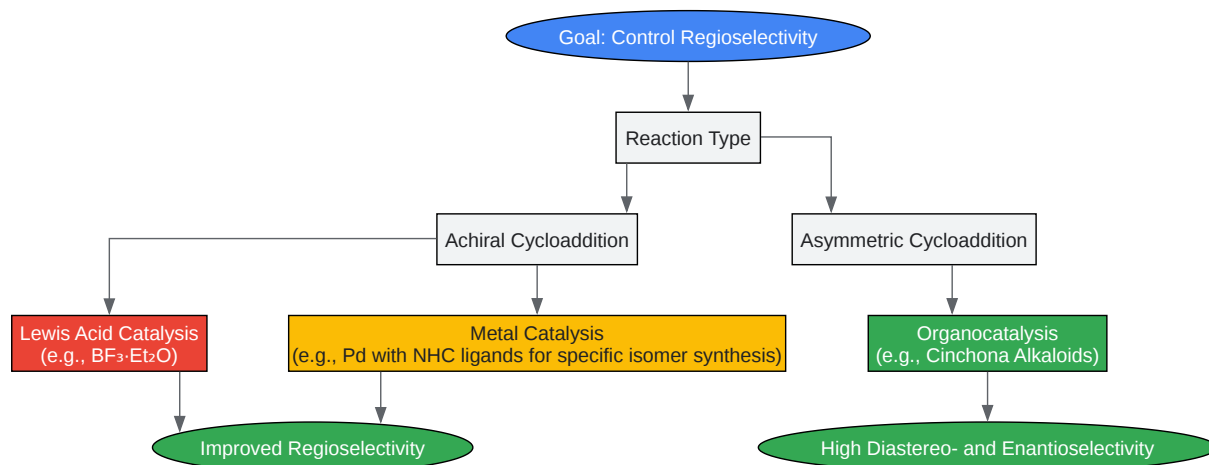 Goal: Control Regioselectivity
Reaction Type
Achiral Cycloaddition
Asymmetric Cycloaddition
Lewis Acid Catalysis
(e.g., BF₃·Et₂O)
Metal Catalysis
(e.g., Pd with NHC ligands for specific isomer synthesis)
Organocatalysis
(e.g., Cinchona Alkaloids)
Improved Regioselectivity
High Diastereo- and Enantioselectivity